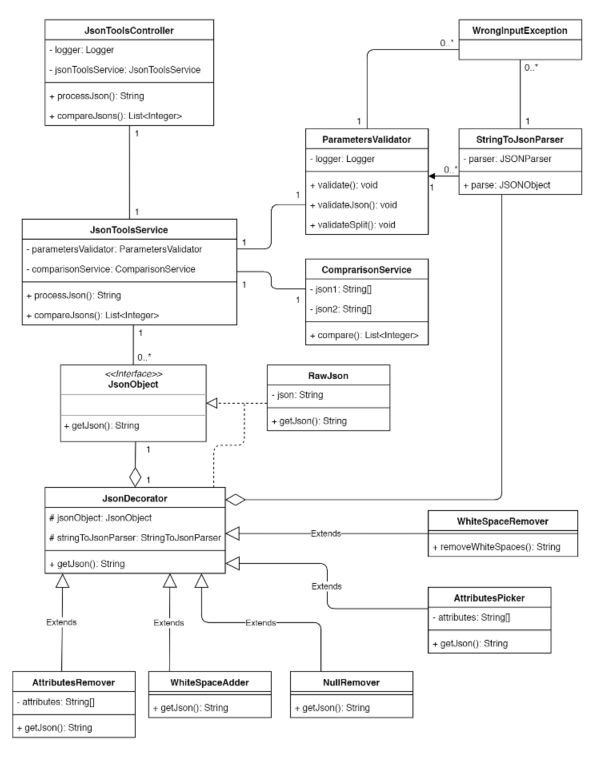 JsonToolsController
- logger: Logger
- jsonToolsService: JsonToolsService
+ processJson(): String
+ compareJsons(): List<Integer>
1
1
WrongInputException
0..*
0..*
1
1
ParametersValidator
- logger: Logger
+ validate(): void
+ validateJson(): void
+ validateSplit(): void
StringToJsonParser
- parser: JSONParser
+ parse: JSONObject
0..*
1
JsonToolsService
- parametersValidator: ParametersValidator
- comparisonService: ComparisonService
+ processJson(): String
+ compareJsons(): List<Integer>
1
1
1
1
ComprarisonService
- json1: String[]
- json2: String[]
+ compare(): List<Integer>
1
0..*
<<Interface>>
JsonObject
+ getJson(): String
RawJson
- json: String
+ getJson(): String
1
1
JsonDecorator
# jsonObject: JsonObject
# stringToJsonParser: StringToJsonParser
+ getJson(): String
Extends
WhiteSpaceRemover
+ removeWhiteSpaces(): String
Extends
AttributesPicker
- attributes: String[]
+ getJson(): String
Extends
Extends
Extends
AttributesRemover
- attributes: String[]
+ getJson(): String
WhiteSpaceAdder
+ getJson(): String
NullRemover
+ getJson(): String